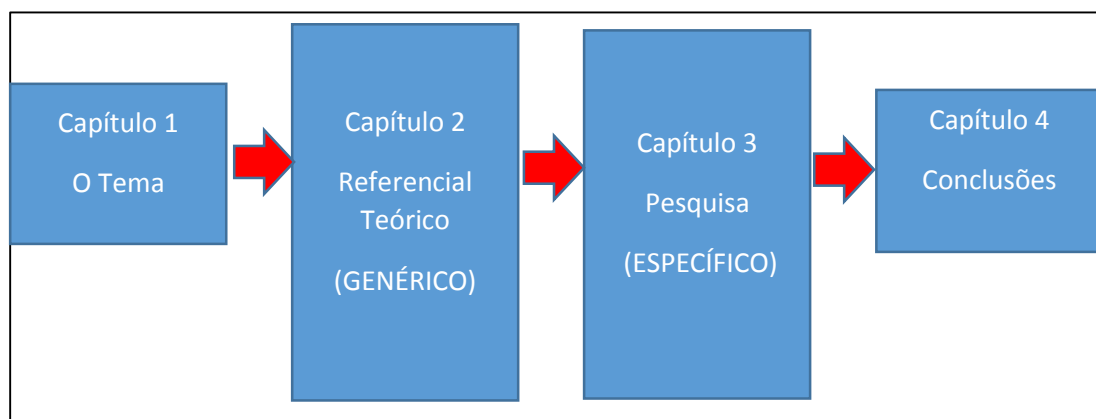 Capítulo 1
O Tema
Capítulo 2
Referencial
Teórico
(GENÉRICO)
Capítulo 3
Pesquisa
(ESPECÍFICO)
Capítulo 4
Conclusões